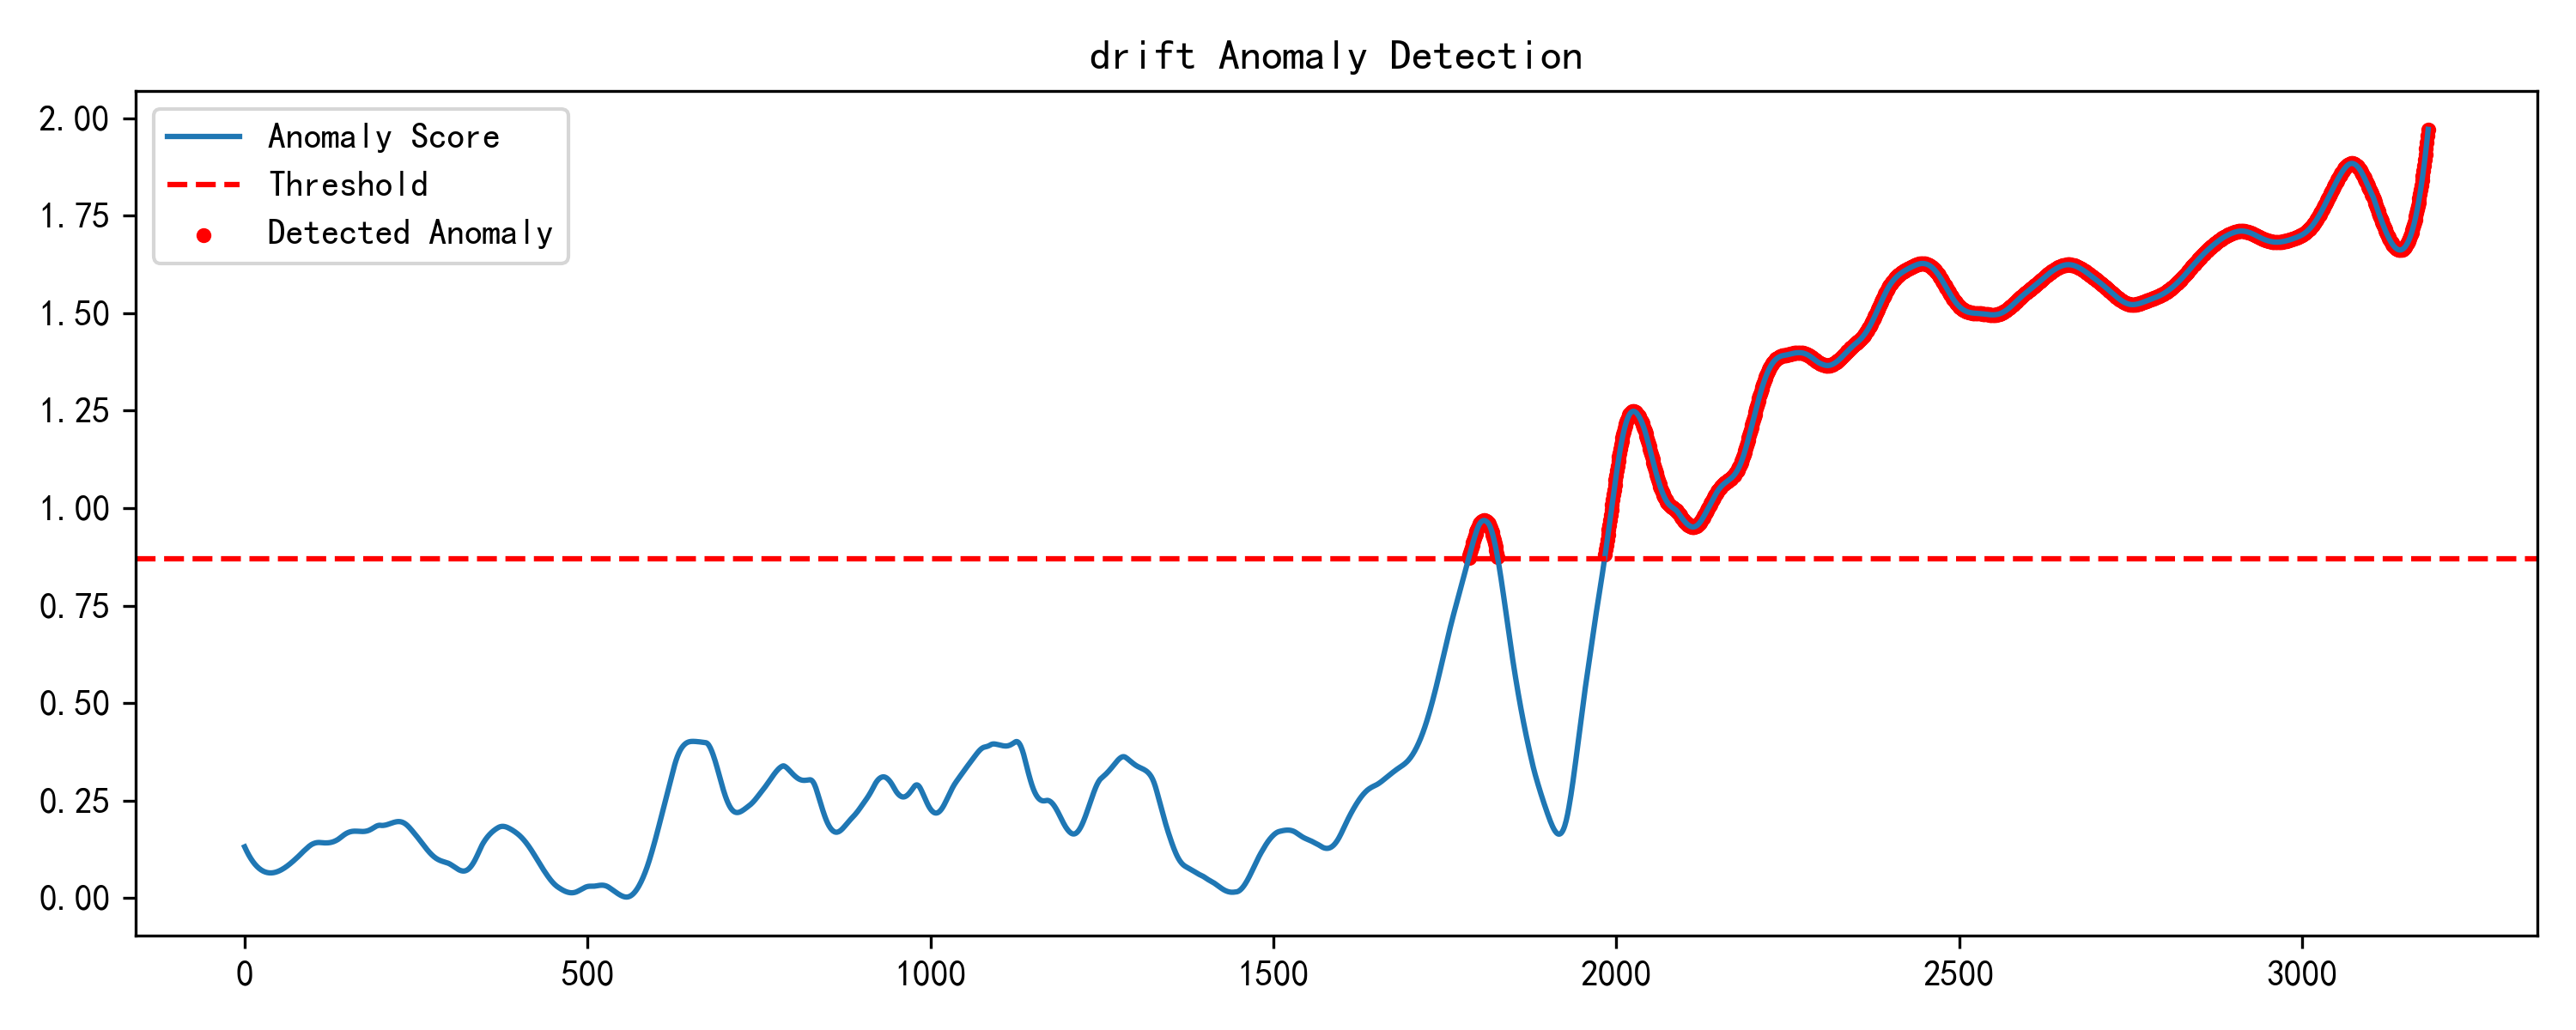 drift Anomaly Detection
2.00
1.75
1.50
1.25
1.00
0.75
0.50
0.25
0.00
Anomaly Score
Threshold
Detected Anomaly
0 500 1000 1500 2000 2500 3000